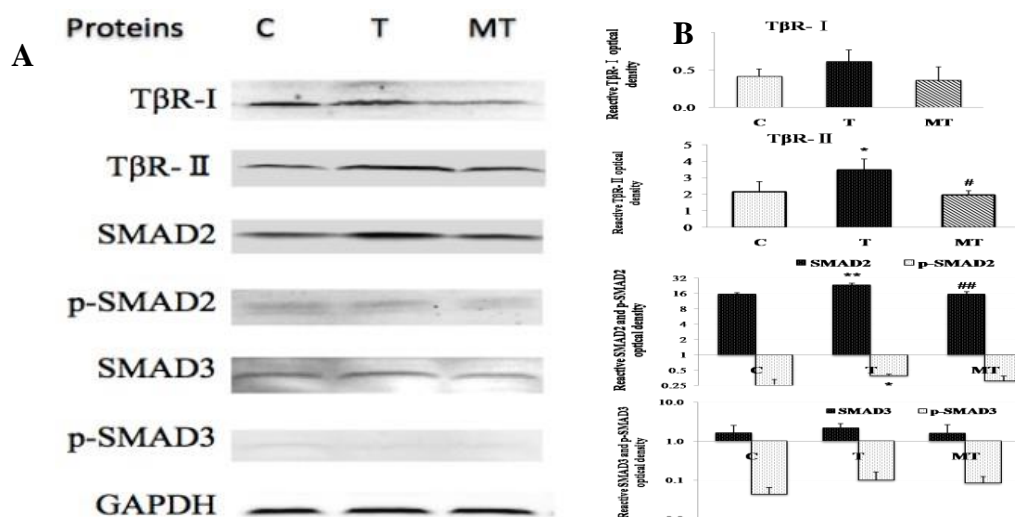 A
Proteins C T MT
TβR-I
TβR-Ⅱ
SMAD2
p-SMAD2
SMAD3
p-SMAD3
GAPDH
B
TβR-Ⅰ
Reactive TβR-Ⅰ optical
density
0.5
0.0
C T MT
TβR-Ⅱ
Reactive TβR-Ⅱ optical
density
5
4
3
2
1
0
* #
C T MT
SMAD2 p-SMAD2
Reactive SMAD2 and p-SMAD2
optical density
32
16
8
4
2
1
0.5
0.25
** ##
C T MT
*
SMAD3 p-SMAD3
Reactive SMAD3 and p-SMAD3
optical density
10.0
1.0
0.1
C T MT